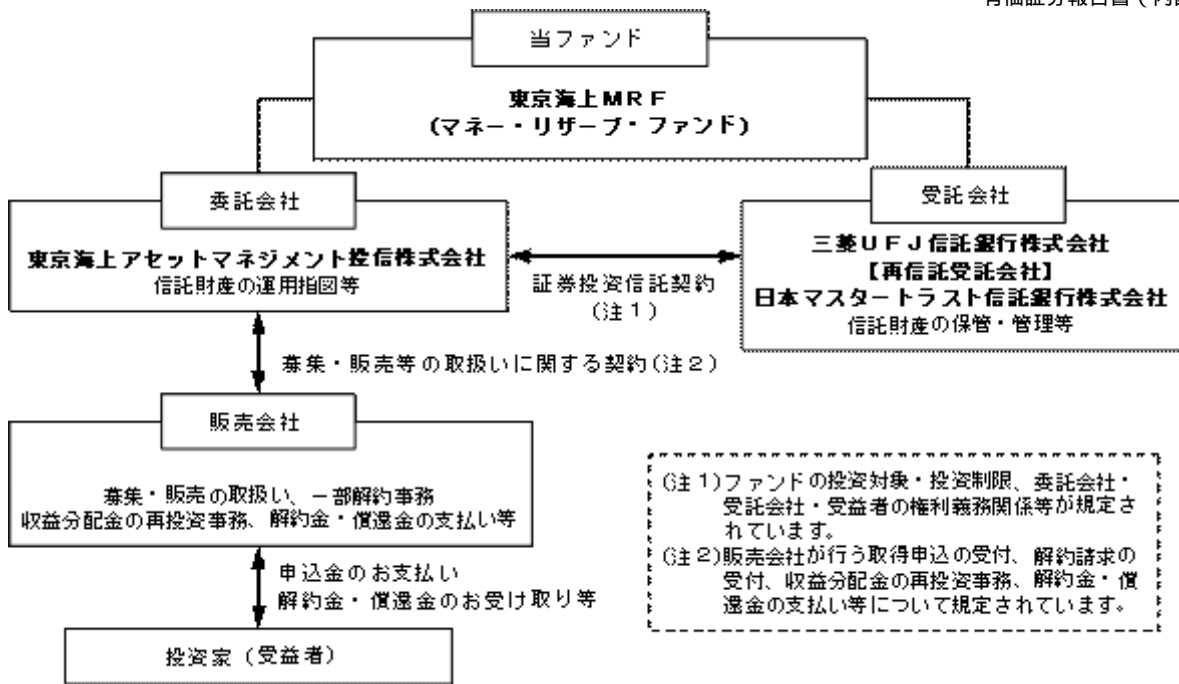 当ファンド
東京海上MRF
(マネー・リザーブ・ファンド)
委託会社
東京海上アセットマネジメント投信株式会社
信託財産の運用指図等
受託会社
三菱UFJ信託銀行株式会社
【再信託受託会社】
日本マスタートラスト信託銀行株式会社
信託財産の保管・管理等
証券投資信託契約
(注1)
募集・販売等の取扱いに関する契約(注2)
販売会社
募集・販売の取扱い、一部解約事務
収益分配金の再投資事務、解約金・償還金の支払い等
申込金のお支払い
解約金・償還金のお受け取り等
投資家（受益者）
(注1)ファンドの投資対象・投資制限、委託会社・
受託会社・受益者の権利義務関係等が規定さ
れています。
(注2)販売会社が行う取得申込の受付、解約請求の
受付、収益分配金の再投資事務、解約金・償
還金の支払い等について規定されています。